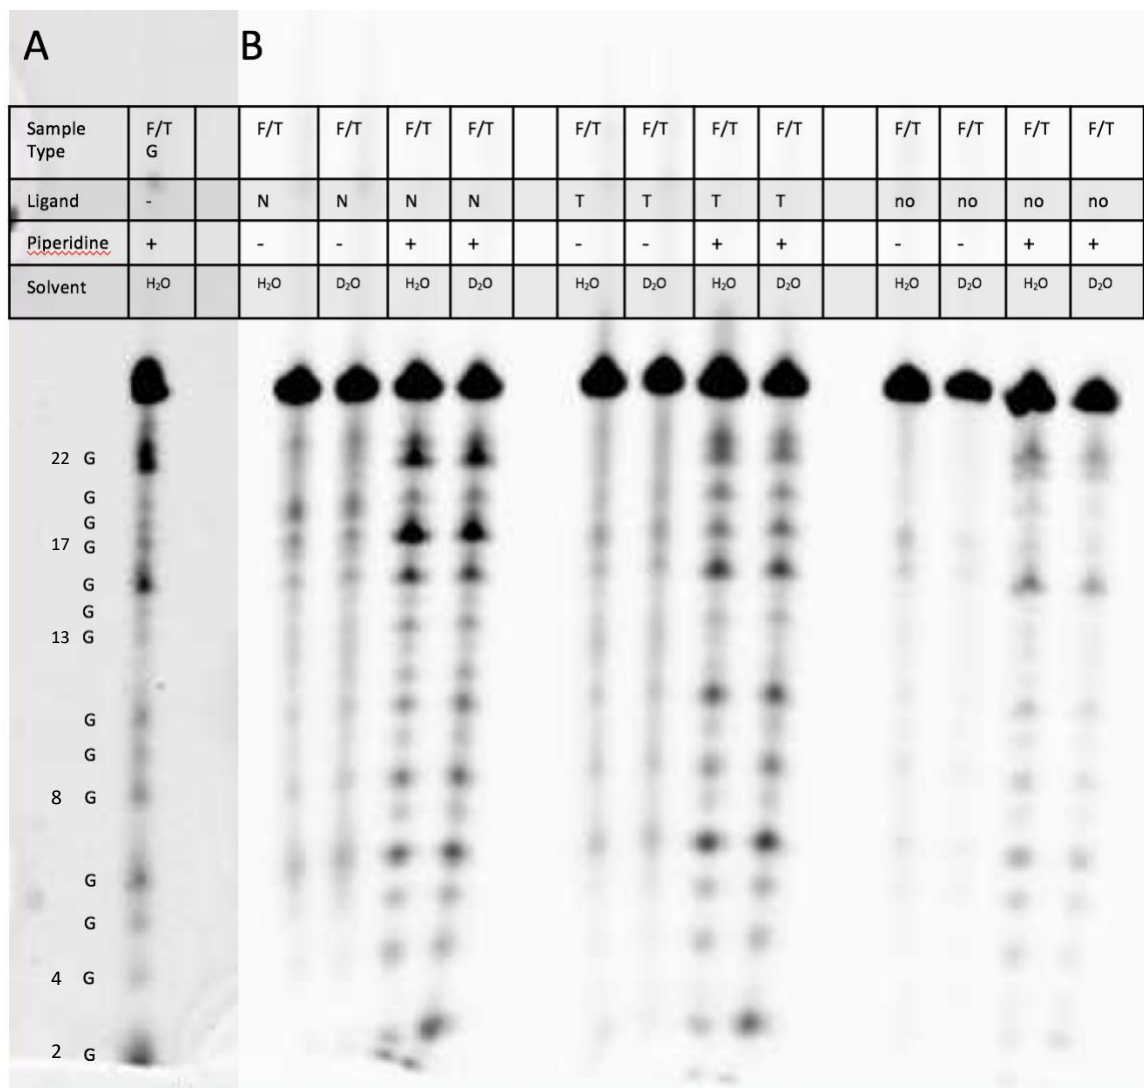 A B
Sample Type F/T G F/T F/T F/T F/T F/T F/T F/T F/T F/T F/T F/T F/T
Ligand - N N N N T T T T no no no no
Piperidine + - - + + - - + + - - + +
Solvent H₂O H₂O D₂O H₂O D₂O H₂O D₂O H₂O D₂O H₂O D₂O H₂O D₂O
22 G
G
G
17 G
G
G
13 G
G
G
8 G
G
G
4 G
2 G